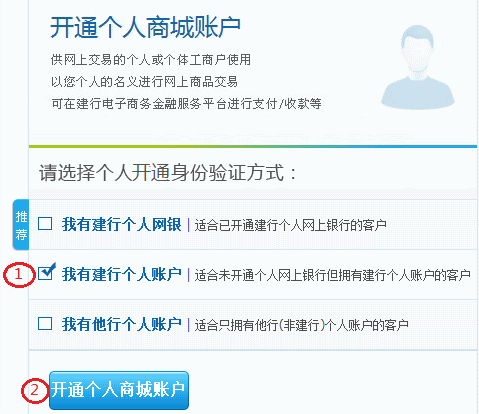 开通个人商城账户
供网上交易的个人或个体工商户使用
以您个人的名义进行网上商品交易
可在建行电子商务金融服务平台进行支付/收款等
请选择个人开通身份验证方式：
推荐
我有建行个人网银 | 适合已开通建行个人网上银行的客户
1
我有建行个人账户 | 适合未开通个人网上银行但拥有建行个人账户的客户
我有他行个人账户 | 适合只拥有他行(非建行)个人账户的客户
2
开通个人商城账户